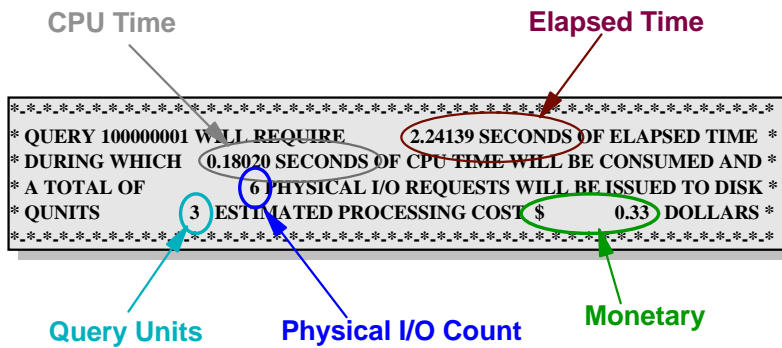 CPU Time
Elapsed Time
*-*-*-*-*-*-*-*-*-*-*-*-*-*-*-*-*-*-*-*-*-*-*-*-*-*-*-*-*-*-*-*-*-*-*-*-*-*-*-*-*-*-*-*-*
* QUERY 100000001 WILL REQUIRE 2.24139 SECONDS OF ELAPSED TIME *
* DURING WHICH 0.18020 SECONDS OF CPU TIME WILL BE CONSUMED AND *
* A TOTAL OF 6 PHYSICAL I/O REQUESTS WILL BE ISSUED TO DISK *
* QUNITS 3 ESTIMATED PROCESSING COST $ 0.33 DOLLARS *
*-*-*-*-*-*-*-*-*-*-*-*-*-*-*-*-*-*-*-*-*-*-*-*-*-*-*-*-*-*-*-*-*-*-*-*-*-*-*-*-*-*-*-*-*
Query Units
Physical I/O Count
Monetary